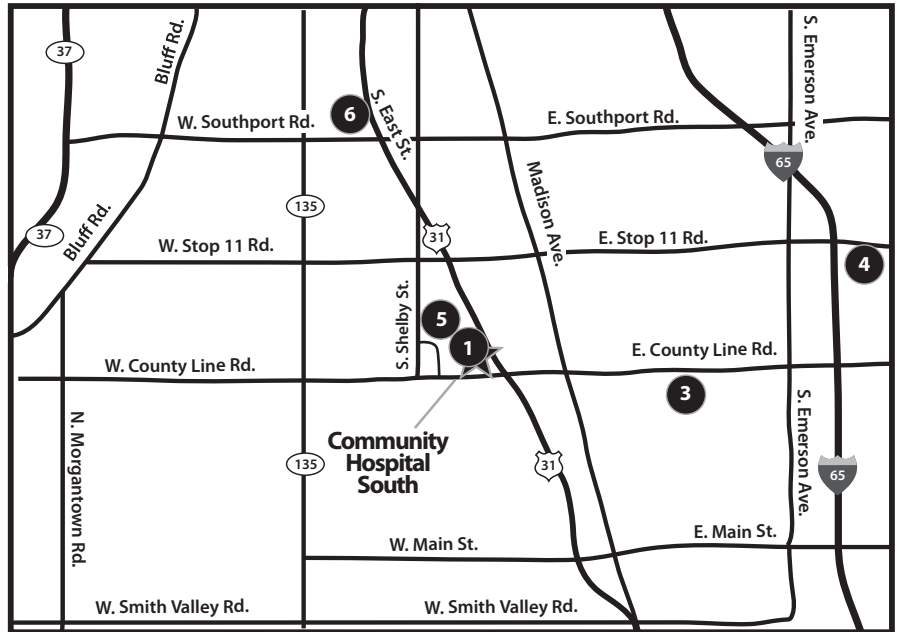 37
Bluff Rd.
S. Emerson Ave.
6
S. East St.
W. Southport Rd.
E. Southport Rd.
65
135
Madison Ave.
37
Bluff Rd.
31
W. Stop 11 Rd.
E. Stop 11 Rd.
4
S. Shelby St.
5
1
E. County Line Rd.
W. County Line Rd.
3
S. Emerson Ave.
N. Morgantown Rd.
Community
Hospital
South
135
31
65
W. Main St.
E. Main St.
W. Smith Valley Rd.
W. Smith Valley Rd.